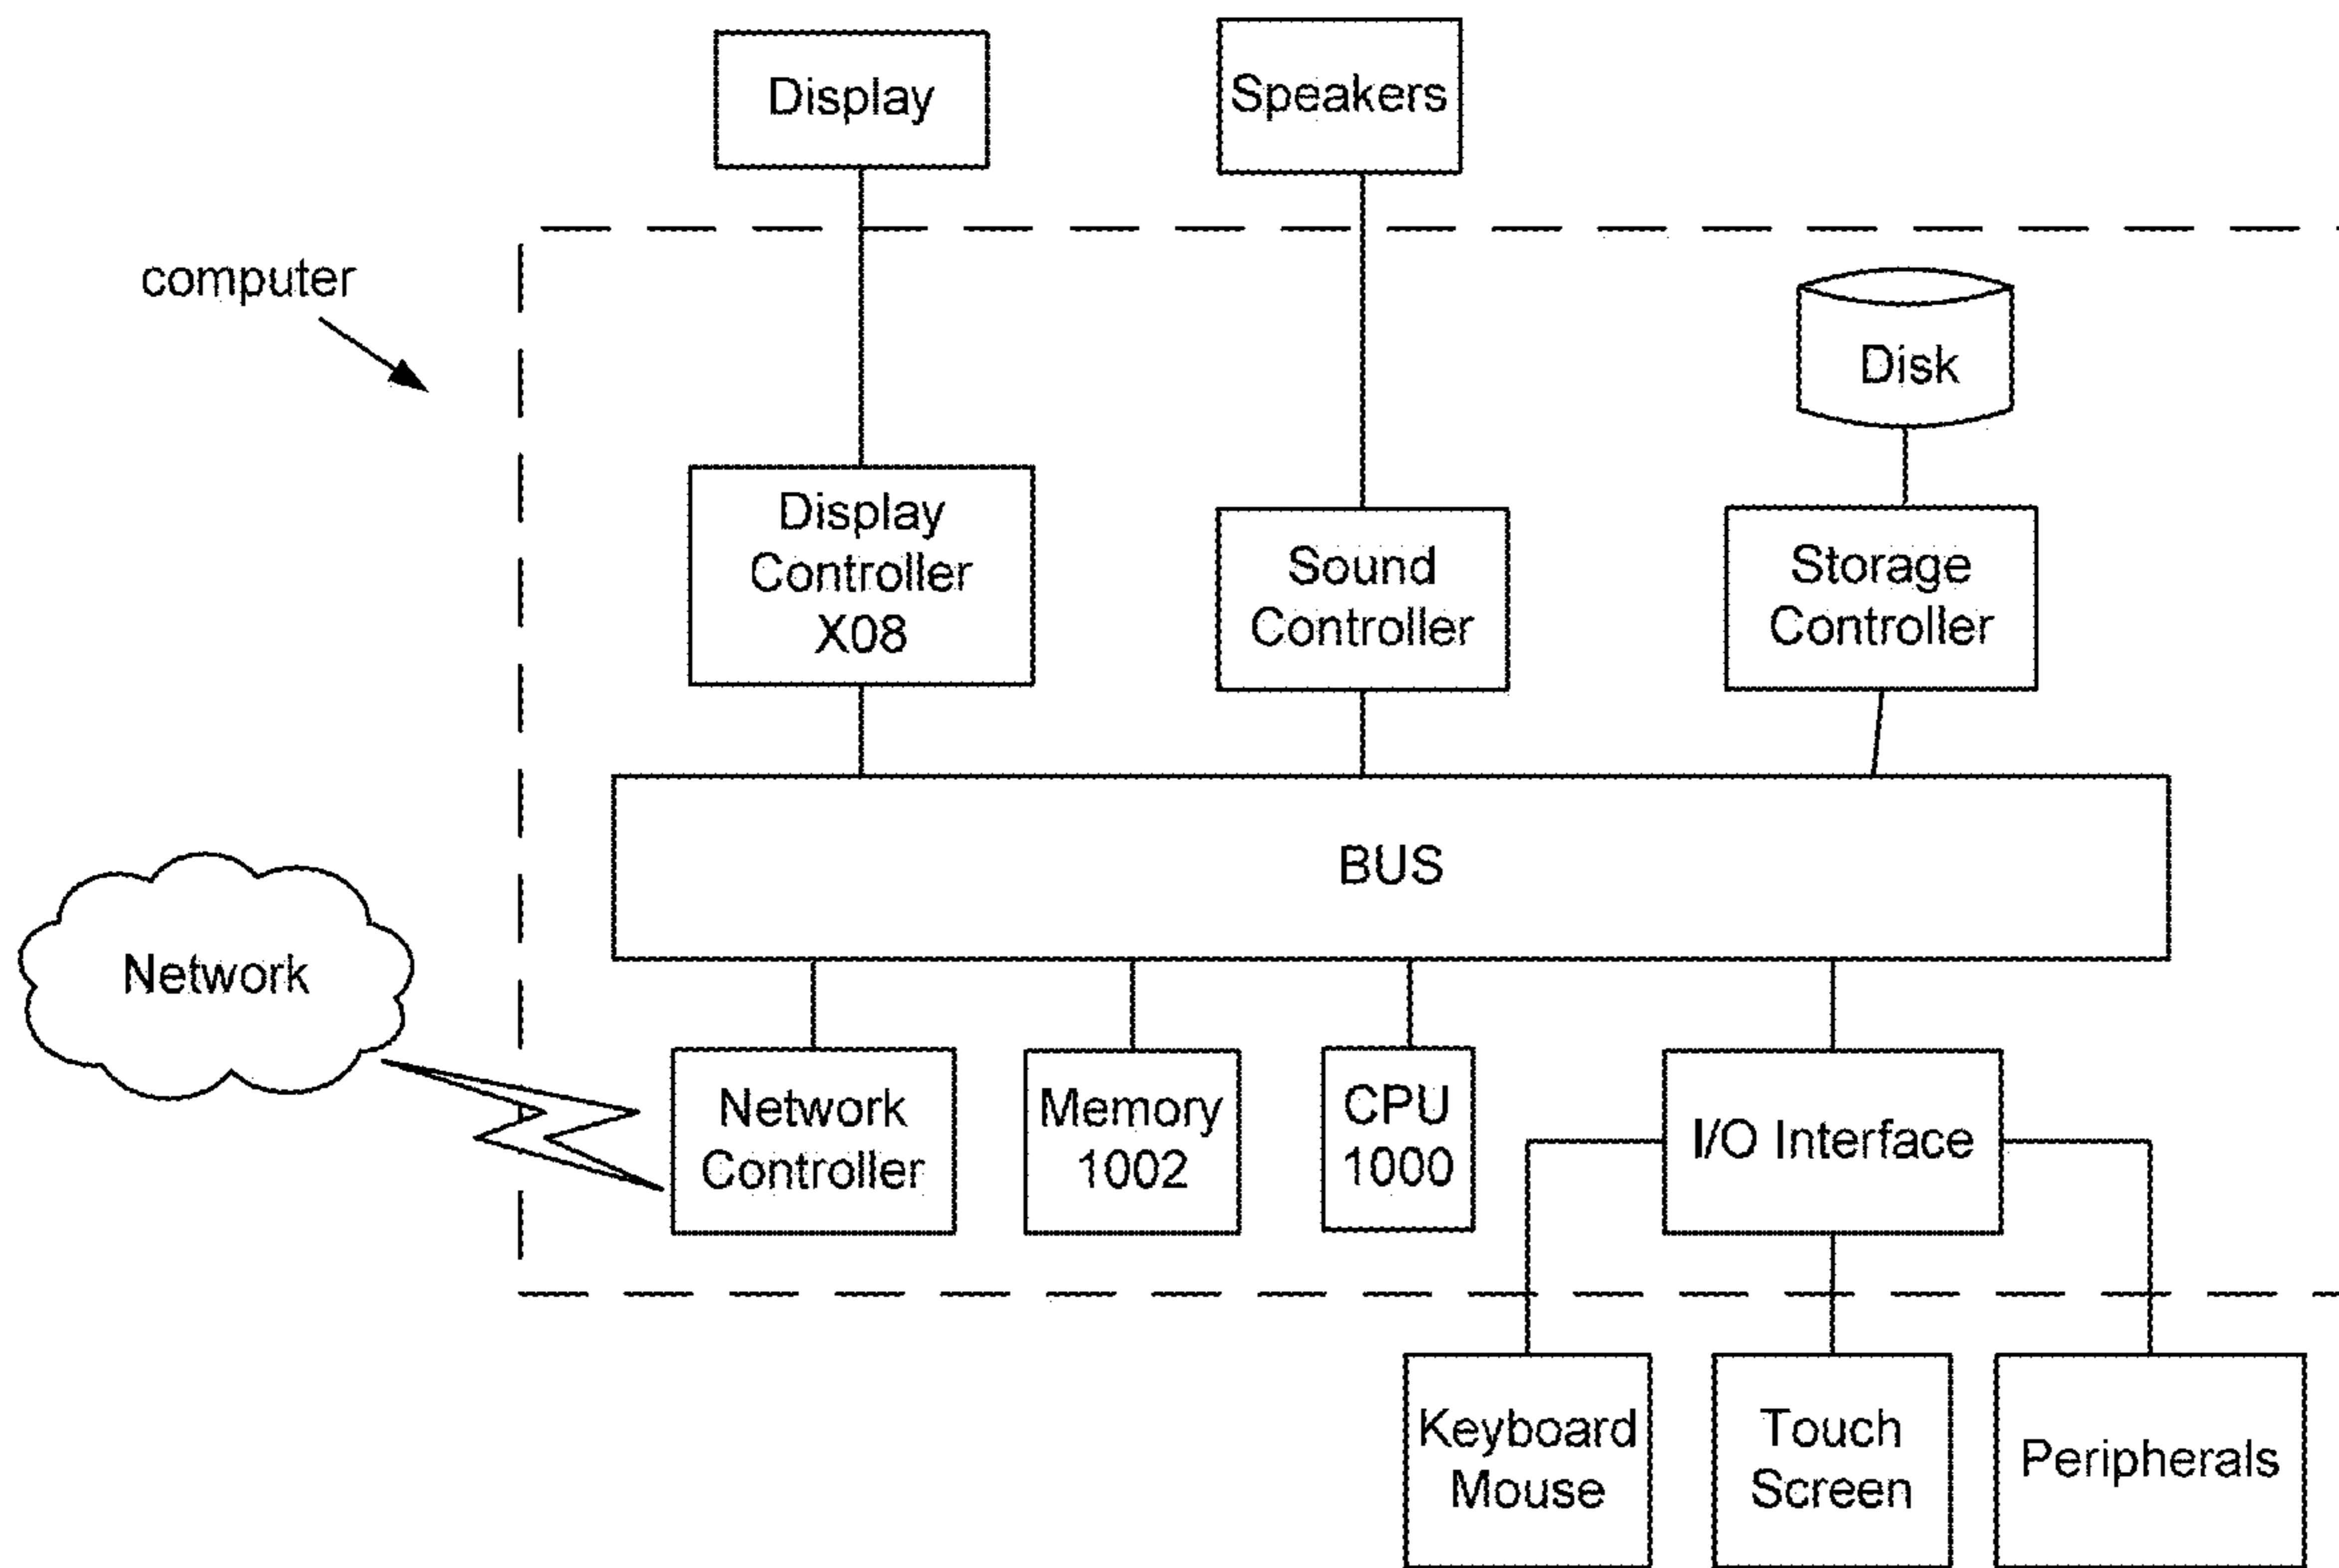 Display
Speakers
computer
Disk
Display
Controller
X08
Sound
Controller
Storage
Controller
BUS
Network
Network
Controller
Memory
1002
CPU
1000
I/O Interface
Keyboard
Mouse
Touch
Screen
Peripherals